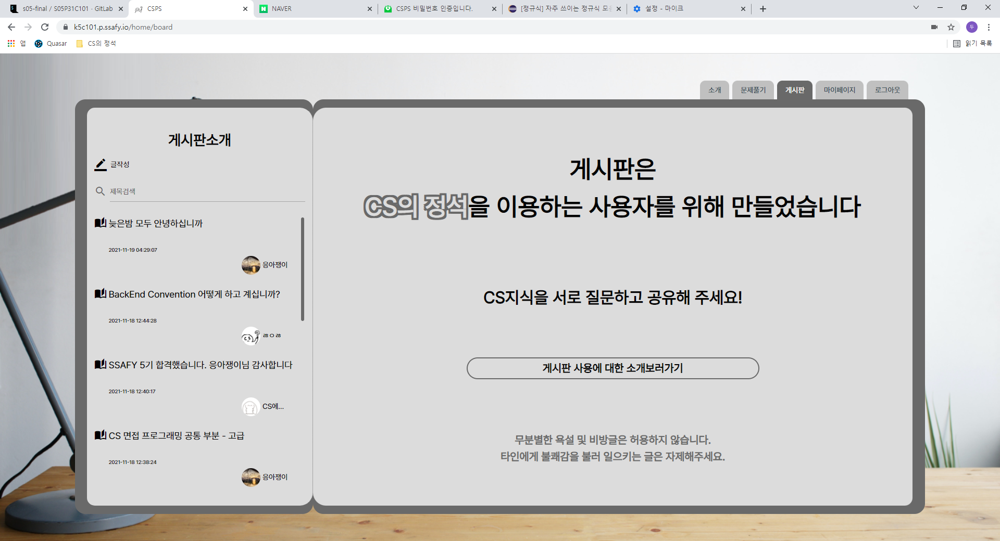 s05-final / S05P31C101 · GitLab
CSPS
NAVER
CSPS 비밀번호 인증입니다.
[정규식] 자주 쓰이는 정규식 모음
설정 - 마이크
k5c101.p.ssafy.io/home/board
두
앱
Quasar
CS의 정석
읽기 목록
소개
문제풀기
게시판
마이페이지
로그아웃
게시판소개
글작성
제목검색
늦은밤 모두 안녕하십니까
2021-11-19 04:29:07
응아쟁이
BackEnd Convention 어떻게 하고 계십니까?
2021-11-18 12:44:28
SSAFY 5기 합격했습니다. 응아쟁이님 감사합니다
2021-11-18 12:40:17
CS에...
CS 면접 프로그래밍 공통 부분 - 고급
2021-11-18 12:38:24
응아쟁이
게시판은
CS의 정석을 이용하는 사용자를 위해 만들었습니다
CS지식을 서로 질문하고 공유해 주세요!
게시판 사용에 대한 소개보러가기
무분별한 욕설 및 비방글은 허용하지 않습니다.
타인에게 불쾌감을 불러 일으키는 글은 자제해주세요.